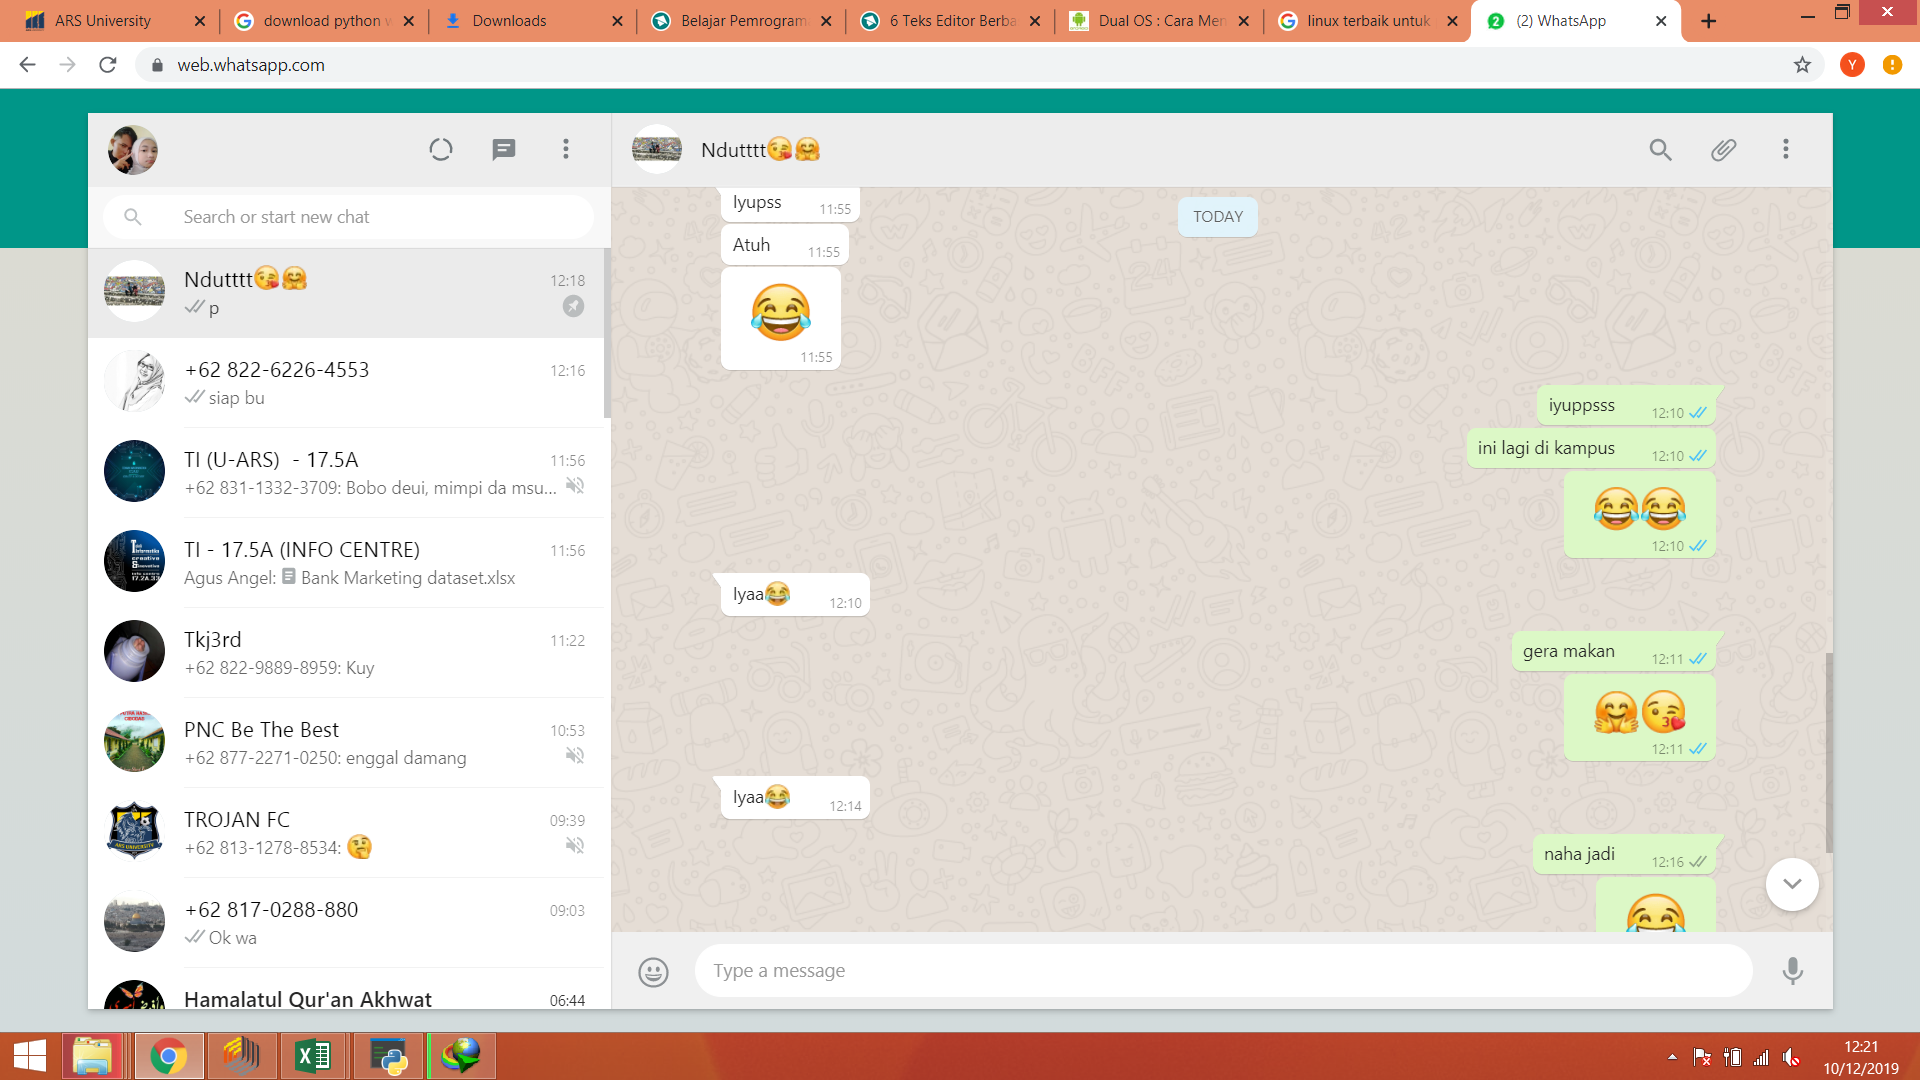 ARS University
download python w
Downloads
Belajar Pemrogram
6 Teks Editor Berba
Dual OS : Cara Men
linux terbaik untuk
(2) WhatsApp
web.whatsapp.com
Y
Search or start new chat
Ndutttt😘🤗
12:18
p
+62 822-6226-4553
12:16
siap bu
TI (U-ARS) - 17.5A
11:56
+62 831-1332-3709: Bobo deui, mimpi da msu...
TI - 17.5A (INFO CENTRE)
11:56
Agus Angel: Bank Marketing dataset.xlsx
Tkj3rd
11:22
+62 822-9889-8959: Kuy
PNC Be The Best
10:53
+62 877-2271-0250: enggal damang
TROJAN FC
09:39
+62 813-1278-8534: 🤔
+62 817-0288-880
09:03
Ok wa
Hamalatul Qur'an Akhwat
06:44
Ndutttt😘🤗
TODAY
Iyupss
11:55
Atuh
11:55
😂
11:55
iyuppsss
12:10
ini lagi di kampus
12:10
😂😂
12:10
Iyaa😂
12:10
gera makan
12:11
🤗😘
12:11
Iyaa😂
12:14
naha jadi
12:16
😂
Type a message
12:21
10/12/2019